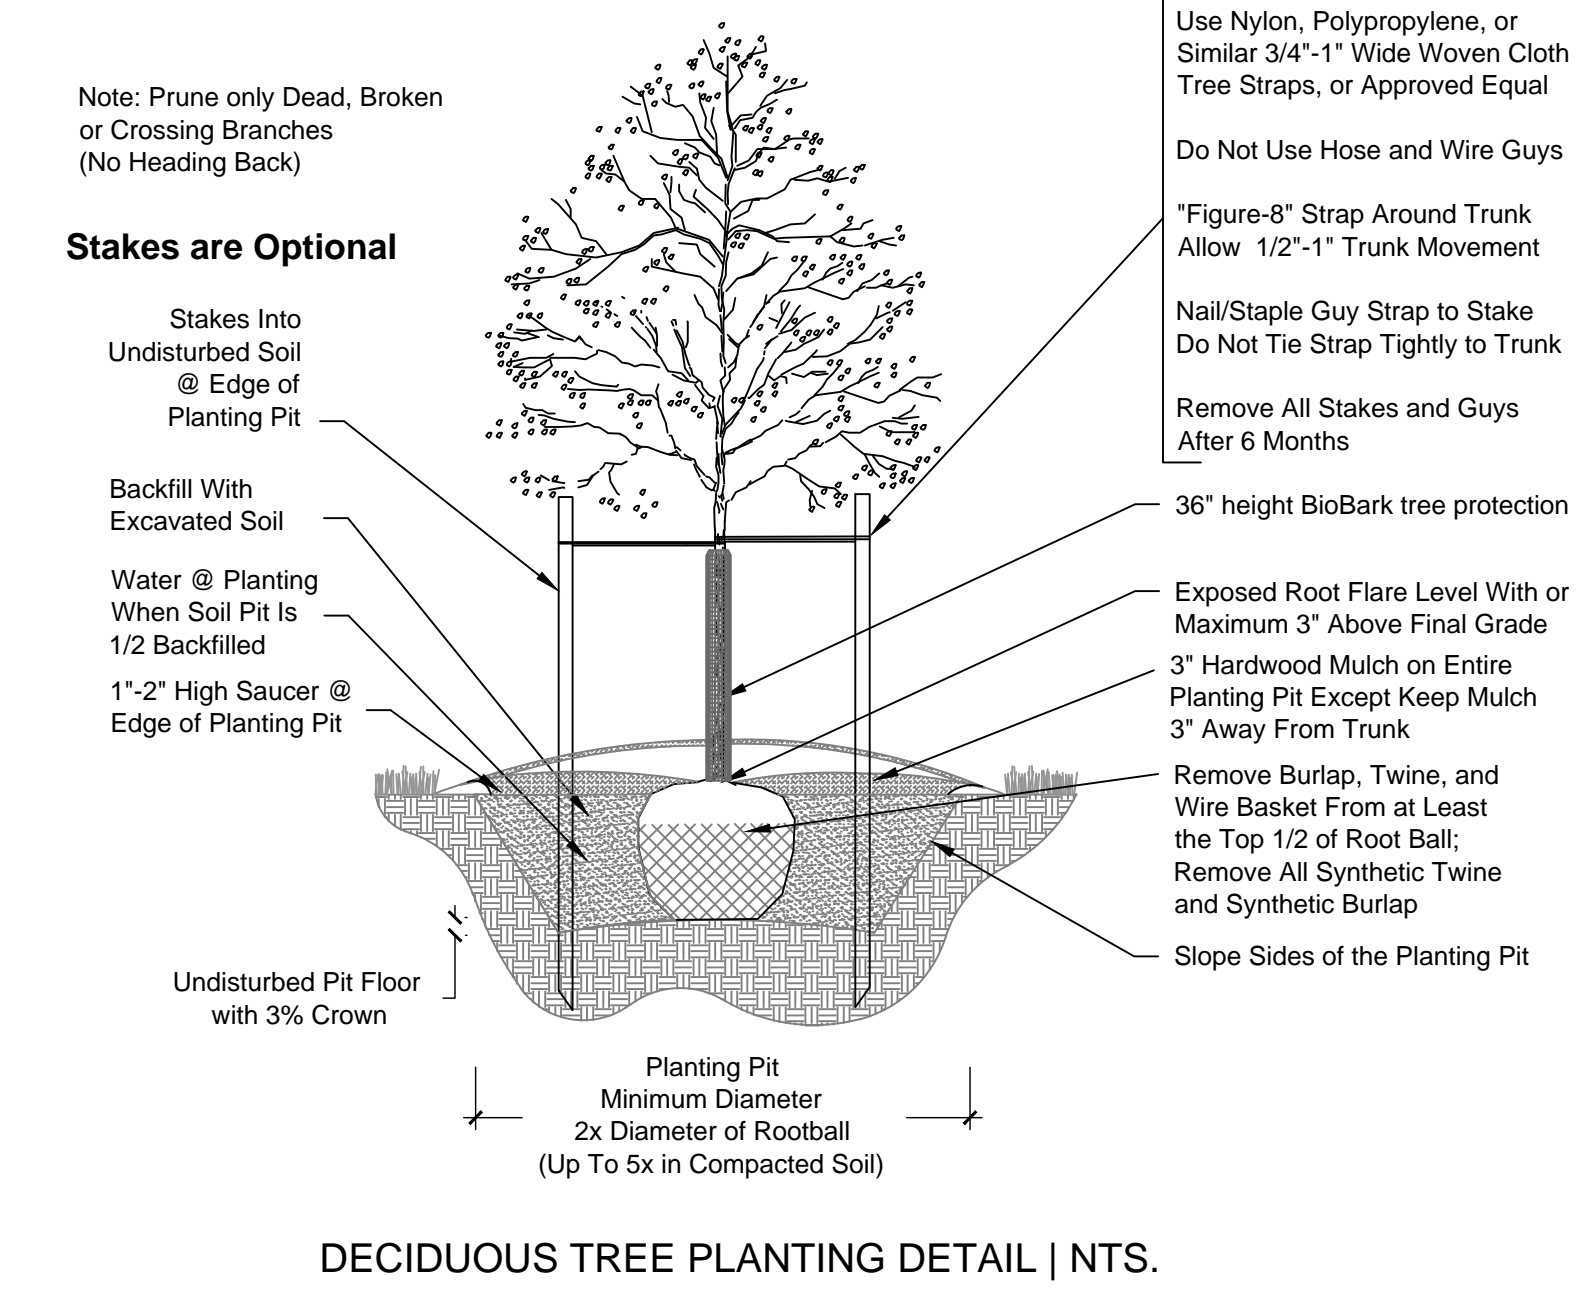 Note: Prune only Dead, Broken
or Crossing Branches
(No Heading Back)
Stakes are Optional
Stakes Into
Undisturbed Soil
@ Edge of
Planting Pit
Backfill With
Excavated Soil
Water @ Planting
When Soil Pit Is
1/2 Backfilled
1"-2" High Saucer @
Edge of Planting Pit
Undisturbed Pit Floor
with 3% Crown
Use Nylon, Polypropylene, or
Similar 3/4"-1" Wide Woven Cloth
Tree Straps, or Approved Equal
Do Not Use Hose and Wire Guys
"Figure-8" Strap Around Trunk
Allow 1/2"-1" Trunk Movement
Nail/Staple Guy Strap to Stake
Do Not Tie Strap Tightly to Trunk
Remove All Stakes and Guys
After 6 Months
36" height BioBark tree protection
Exposed Root Flare Level With or
Maximum 3" Above Final Grade
3" Hardwood Mulch on Entire
Planting Pit Except Keep Mulch
3" Away From Trunk
Remove Burlap, Twine, and
Wire Basket From at Least
the Top 1/2 of Root Ball;
Remove All Synthetic Twine
and Synthetic Burlap
Slope Sides of the Planting Pit
Planting Pit
Minimum Diameter
2x Diameter of Rootball
(Up To 5x in Compacted Soil)
DECIDUOUS TREE PLANTING DETAIL | NTS.